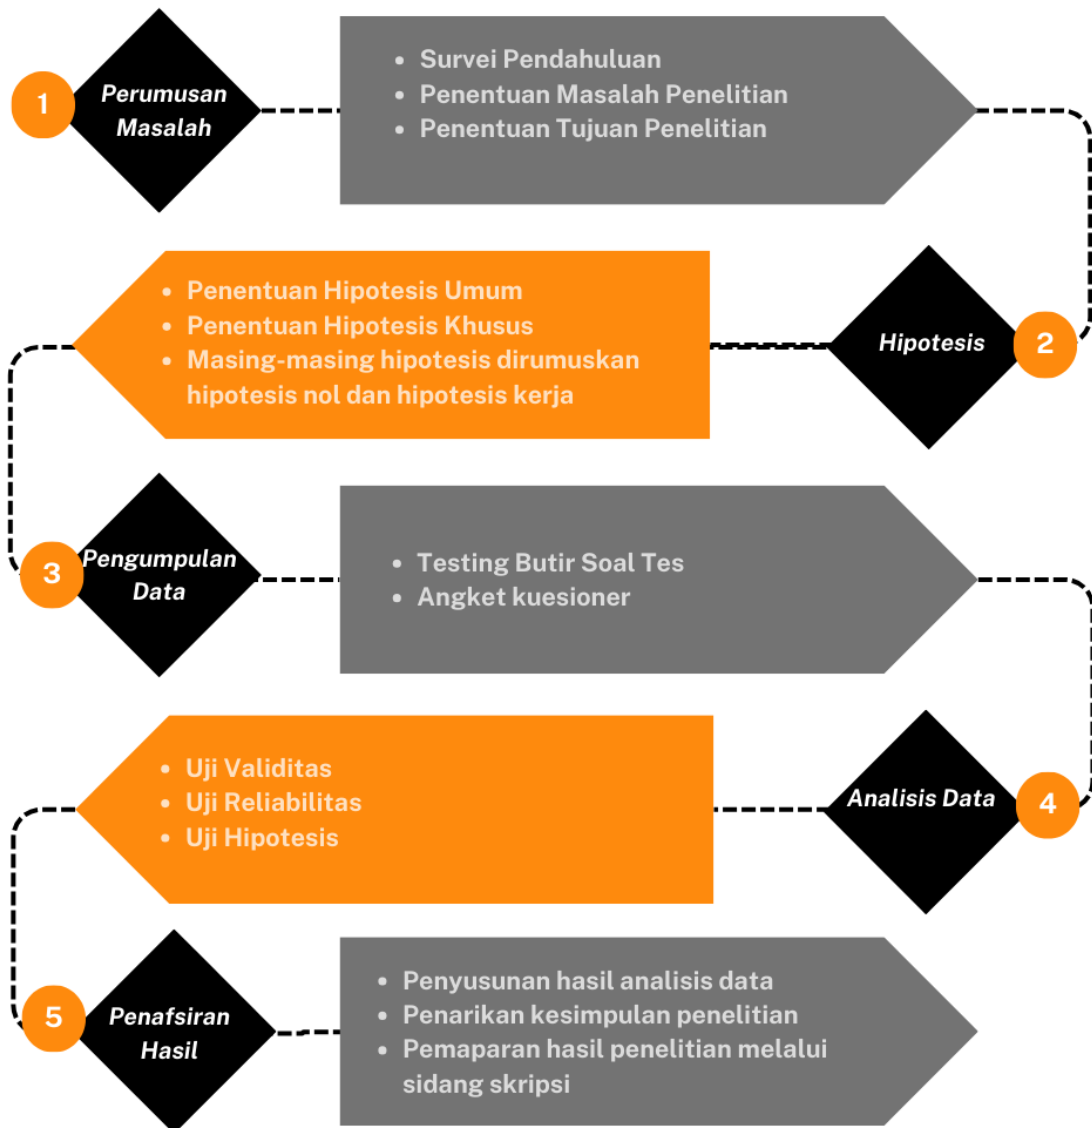 1
Perumusan
Masalah
• Survei Pendahuluan
• Penentuan Masalah Penelitian
• Penentuan Tujuan Penelitian
• Penentuan Hipotesis Umum
• Penentuan Hipotesis Khusus
• Masing-masing hipotesis dirumuskan
hipotesis nol dan hipotesis kerja
Hipotesis
2
3
Pengumpulan
Data
• Testing Butir Soal Tes
• Angket kuesioner
• Uji Validitas
• Uji Reliabilitas
• Uji Hipotesis
Analisis Data
4
5
Penafsiran
Hasil
• Penyusunan hasil analisis data
• Penarikan kesimpulan penelitian
• Pemaparan hasil penelitian melalui
sidang skripsi